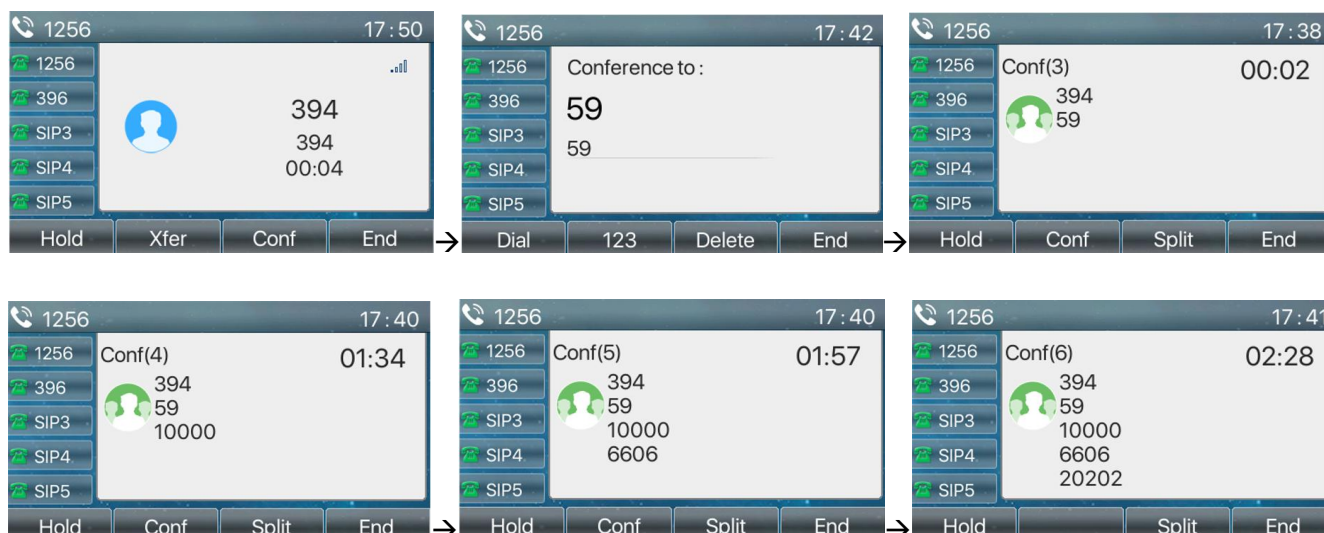 1256 17:50
1256
396
SIP3
SIP4
SIP5
394
394
00:04
Hold Xfer Conf End
→
1256 17:42
1256
396
SIP3
SIP4
SIP5
Conference to :
59
59
Dial 123 Delete End
→
1256 17:38
1256
396
SIP3
SIP4
SIP5
Conf(3) 00:02
394
59
Hold Conf Split End
1256 17:40
1256
396
SIP3
SIP4
SIP5
Conf(4) 01:34
394
59
10000
Hold Conf Split End
→
1256 17:40
1256
396
SIP3
SIP4
SIP5
Conf(5) 01:57
394
59
10000
6606
Hold Conf Split End
→
1256 17:41
1256
396
SIP3
SIP4
SIP5
Conf(6) 02:28
394
59
10000
6606
20202
Hold Split End